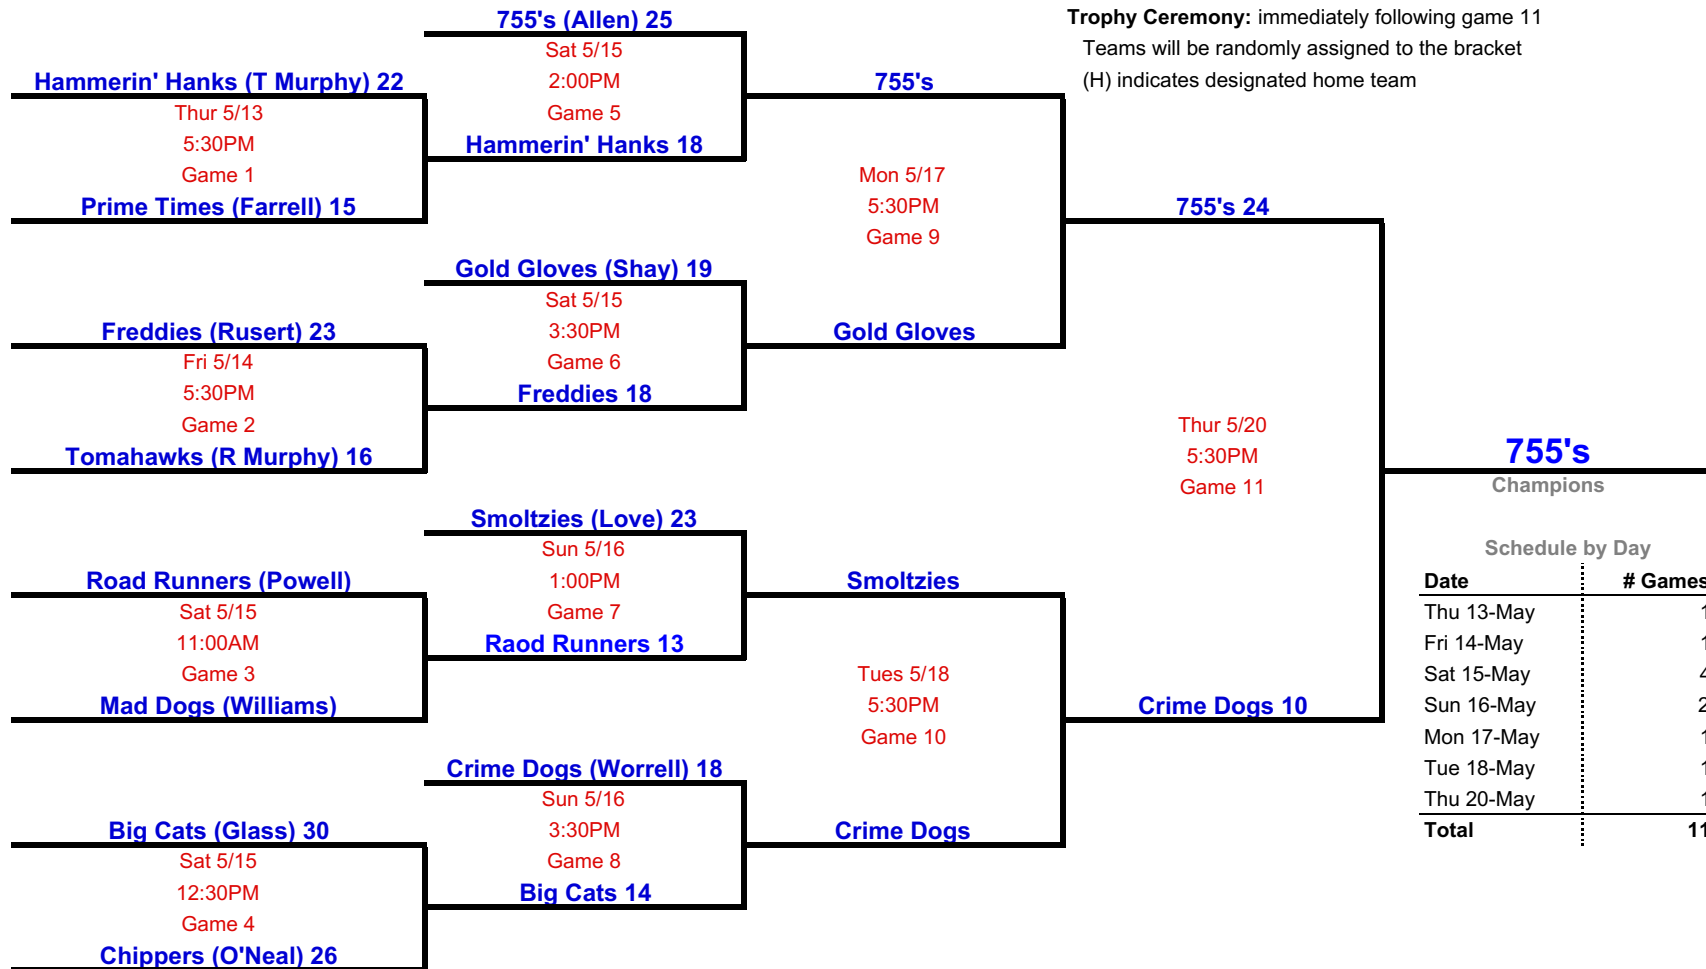 755's (Allen) 25
Trophy Ceremony: immediately following game 11
Sat 5/15
Teams will be randomly assigned to the bracket
Hammerin' Hanks (T Murphy) 22
2:00PM
755's
(H) indicates designated home team
Thur 5/13
Game 5
5:30PM
Hammerin' Hanks 18
Game 1
Mon 5/17
Prime Times (Farrell) 15
5:30PM
755's 24
Game 9
Gold Gloves (Shay) 19
Sat 5/15
Freddies (Rusert) 23
3:30PM
Gold Gloves
Fri 5/14
Game 6
5:30PM
Freddies 18
Game 2
Thur 5/20
Tomahawks (R Murphy) 16
5:30PM
755's
Game 11
Champions
Smoltzies (Love) 23
Sun 5/16
Schedule by Day
Road Runners (Powell)
1:00PM
Smoltzies
Date # Games
Sat 5/15
Game 7
Thu 13-May 1
11:00AM
Raod Runners 13
Fri 14-May 1
Game 3
Tues 5/18
Sat 15-May 4
Mad Dogs (Williams)
5:30PM
Crime Dogs 10
Sun 16-May 2
Game 10
Mon 17-May 1
Crime Dogs (Worrell) 18
Tue 18-May 1
Sun 5/16
Thu 20-May 1
Big Cats (Glass) 30
3:30PM
Crime Dogs
Total 11
Sat 5/15
Game 8
12:30PM
Big Cats 14
Game 4
Chippers (O'Neal) 26